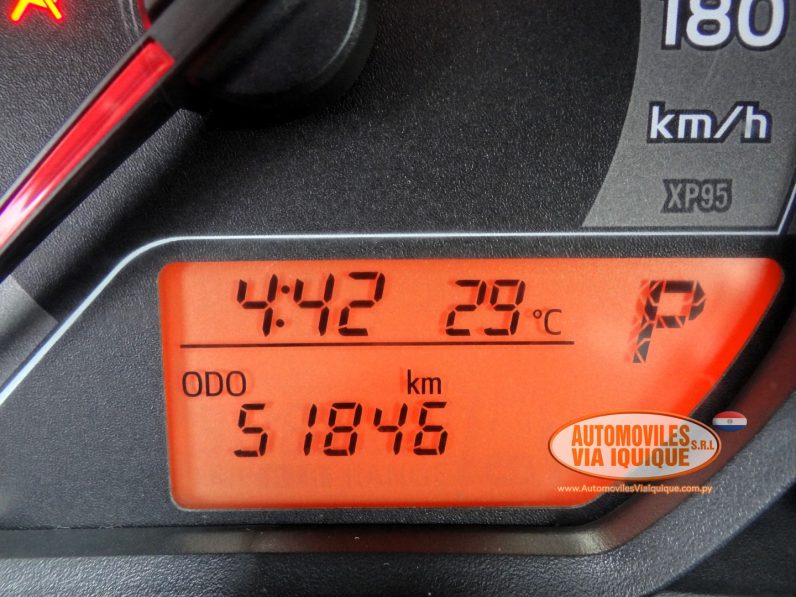 180
km/h
XP95
4:42 29 °C P
ODO km
51846
AUTOMOVILES
VIA IQUIQUE S.R.L
www.AutomovilesViaIquique.com.py